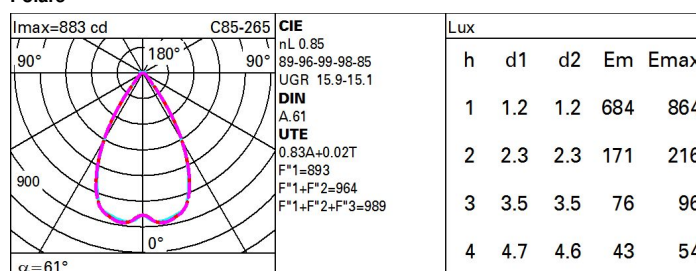 Imax=883 cd C85-265
90° 180° 90°
900
0°
α=61°
CIE
nL 0.85
89-96-99-98-85
UGR 15.9-15.1
DIN
A.61
UTE
0.83A+0.02T
F"1=893
F"1+F"2=964
F"1+F"2+F"3=989
Lux
h d1 d2 Em Emax
1 1.2 1.2 684 864
2 2.3 2.3 171 216
3 3.5 3.5 76 96
4 4.7 4.6 43 54